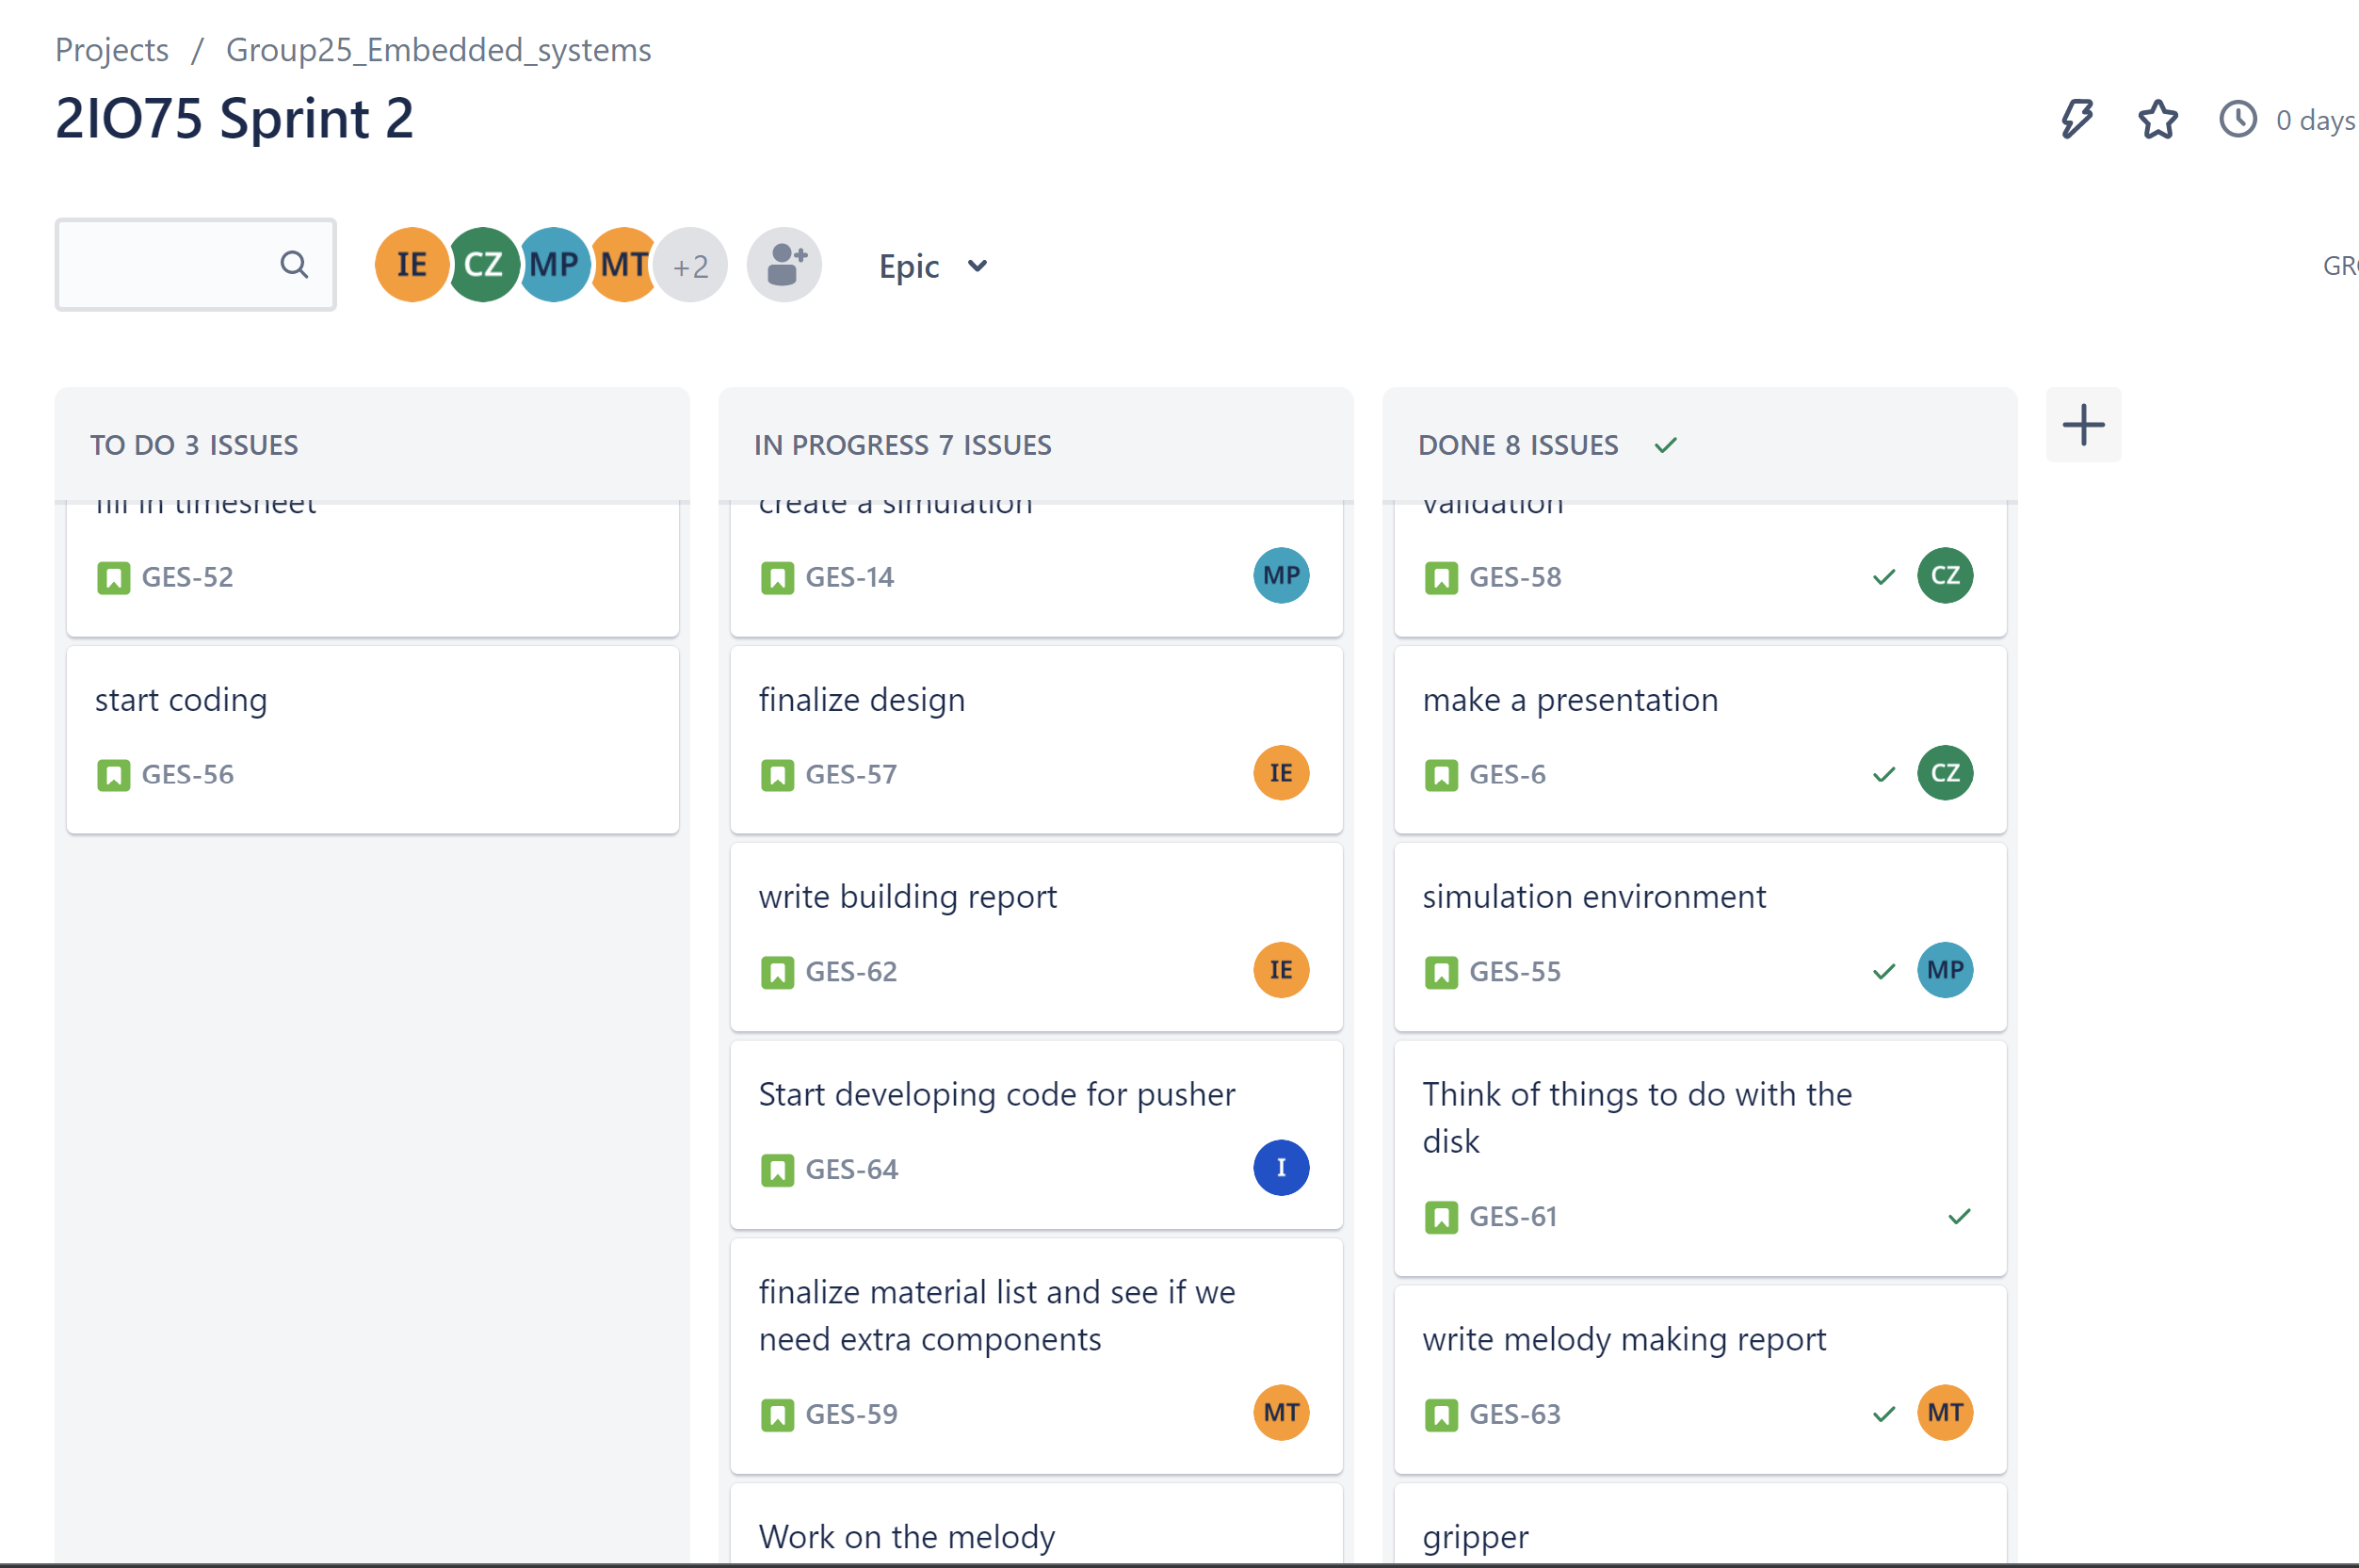 Projects / Group25_Embedded_systems
2IO75 Sprint 2
0 days
IE CZ MP MT +2
Epic
GR
TO DO 3 ISSUES
fill in timesheet
GES-52
start coding
GES-56
IN PROGRESS 7 ISSUES
create a simulation
GES-14 MP
finalize design
GES-57 IE
write building report
GES-62 IE
Start developing code for pusher
GES-64 I
finalize material list and see if we
need extra components
GES-59 MT
Work on the melody
DONE 8 ISSUES
validation
GES-58 CZ
make a presentation
GES-6 CZ
simulation environment
GES-55 MP
Think of things to do with the
disk
GES-61
write melody making report
GES-63 MT
gripper